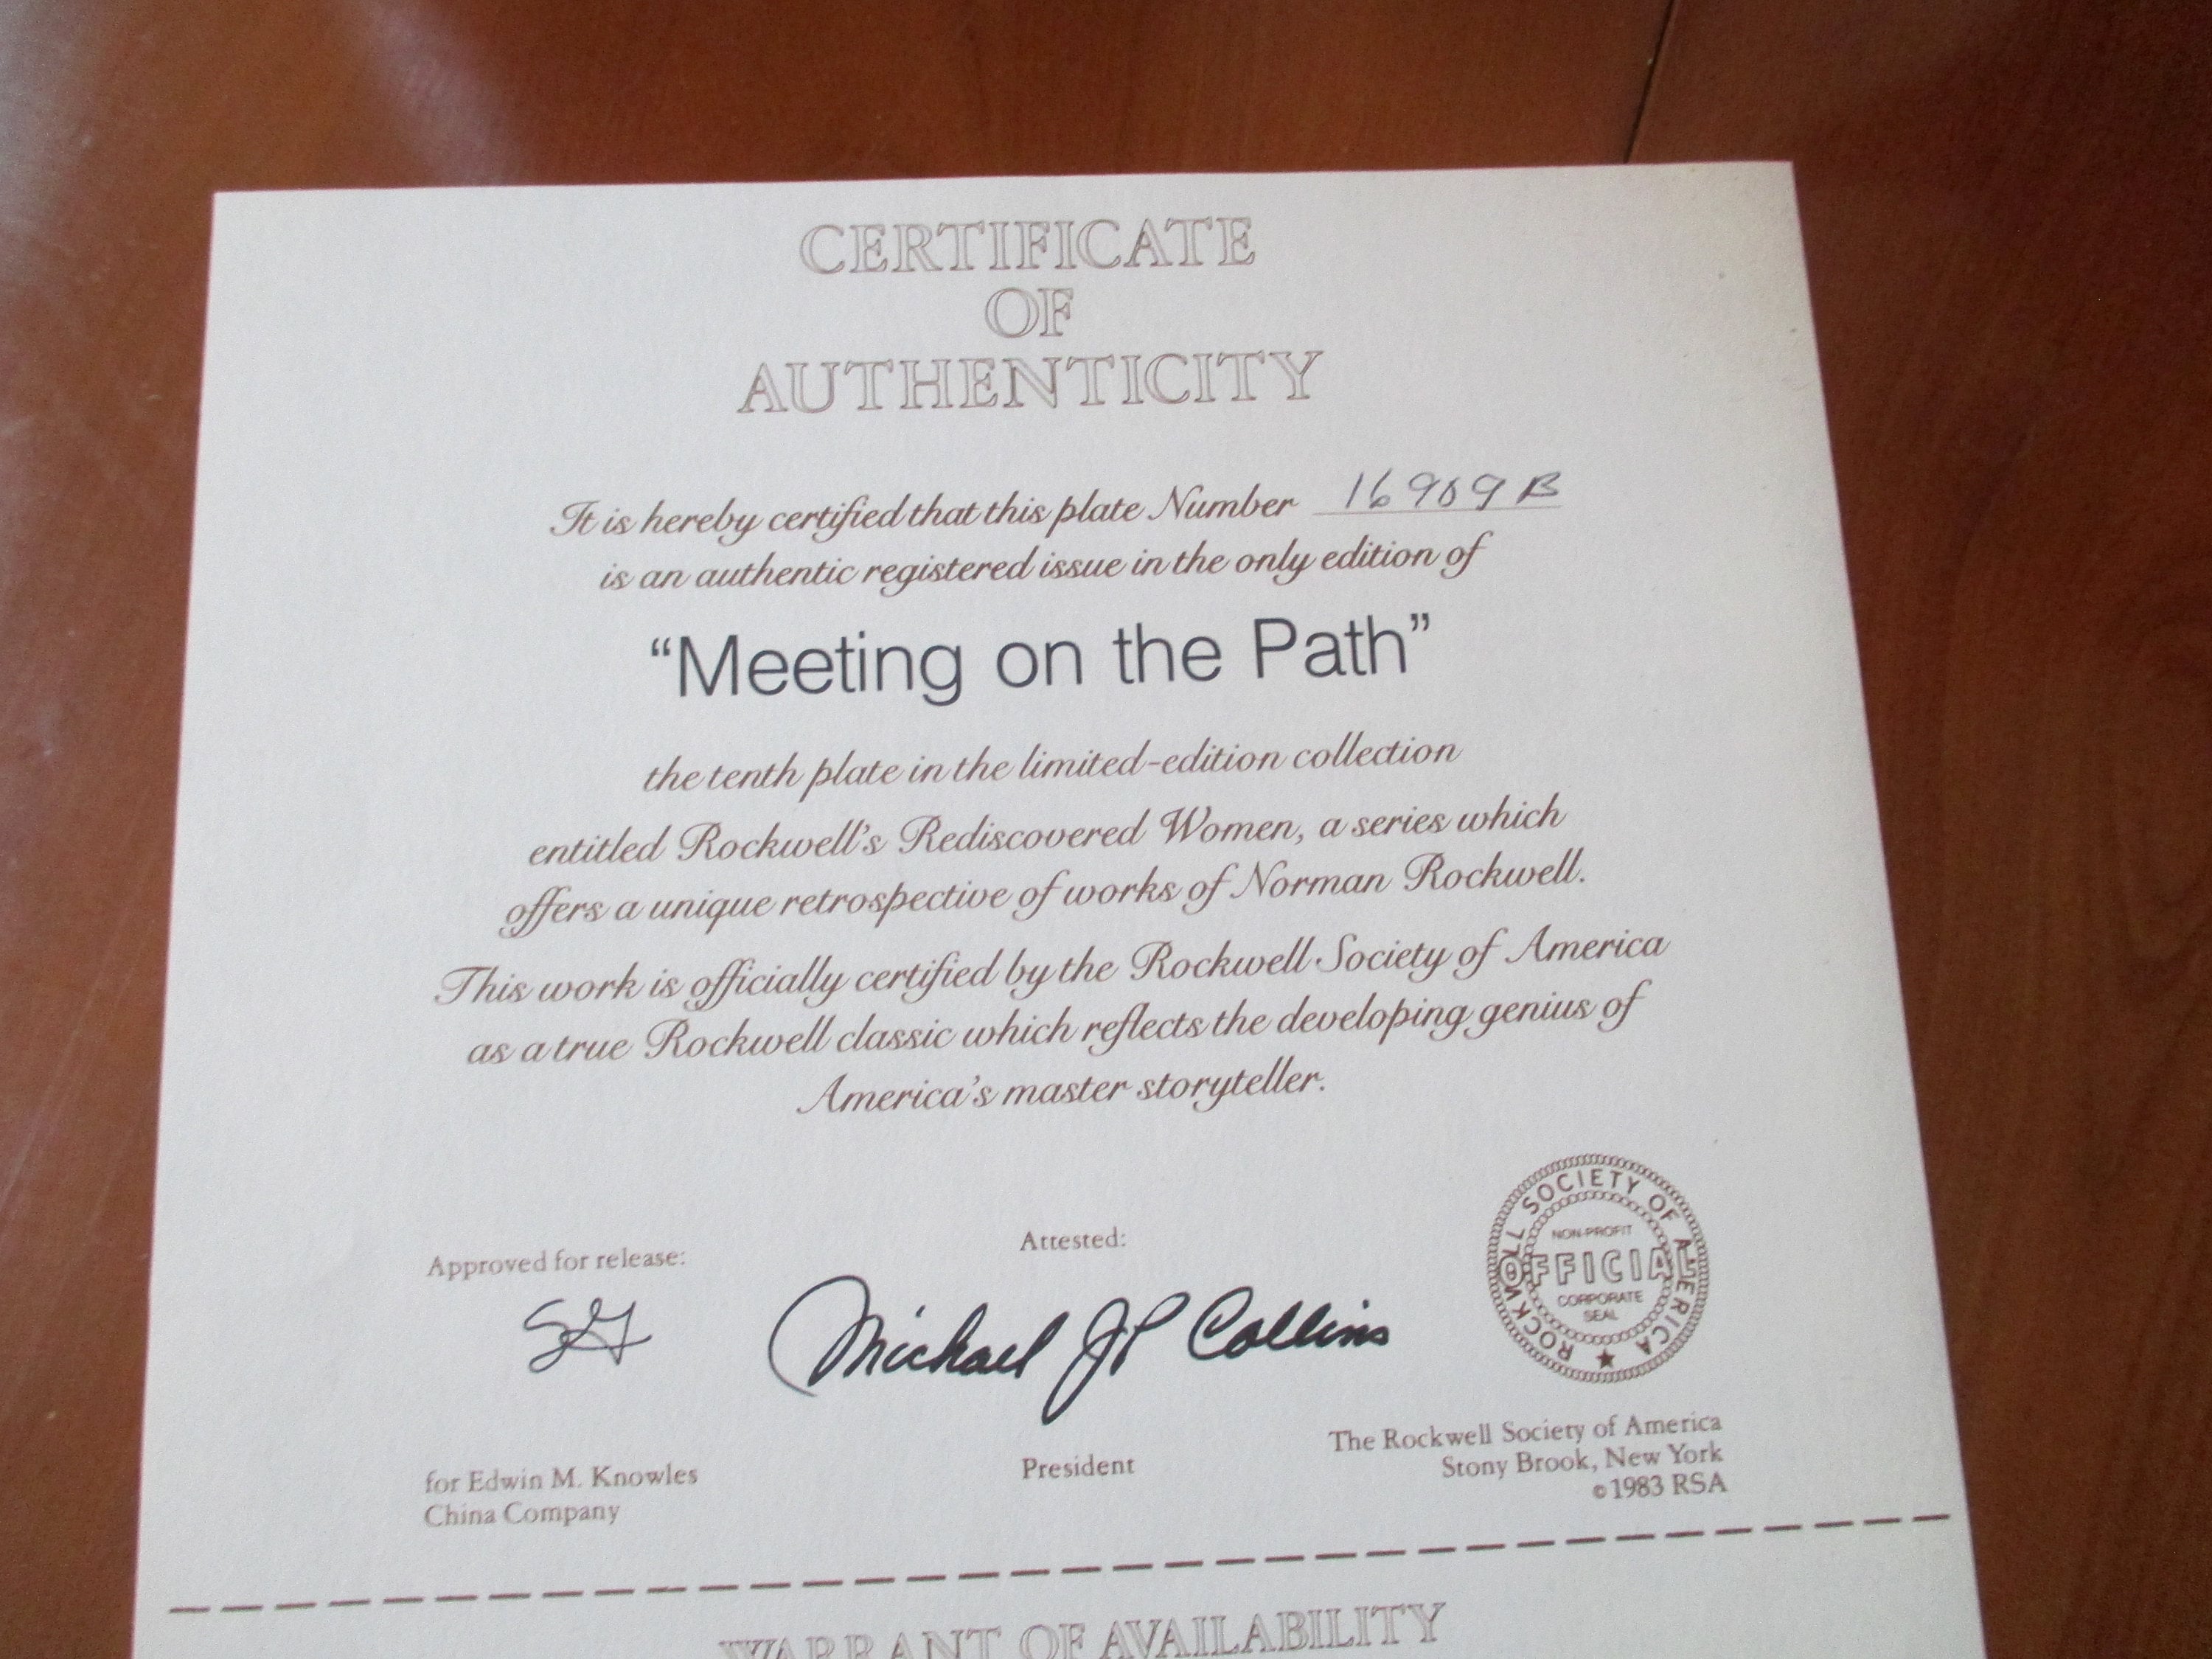 CERTIFICATE
OF
AUTHENTICITY
It is hereby certified that this plate Number 16909 B
is an authentic registered issue in the only edition of
“Meeting on the Path”
the tenth plate in the limited-edition collection
entitled Rockwell's Rediscovered Women, a series which
offers a unique retrospective of works of Norman Rockwell.
This work is officially certified by the Rockwell Society of America
as a true Rockwell classic which reflects the developing genius of
America's master storyteller.
Approved for release:
Attested:
ROCKWELL SOCIETY OF AMERICA
NON-PROFIT
OFFICIAL
CORPORATE
SEAL
Michael JP Collins
for Edwin M. Knowles
China Company
President
The Rockwell Society of America
Stony Brook, New York
© 1983 RSA
WARRANT OF AVAILABILITY